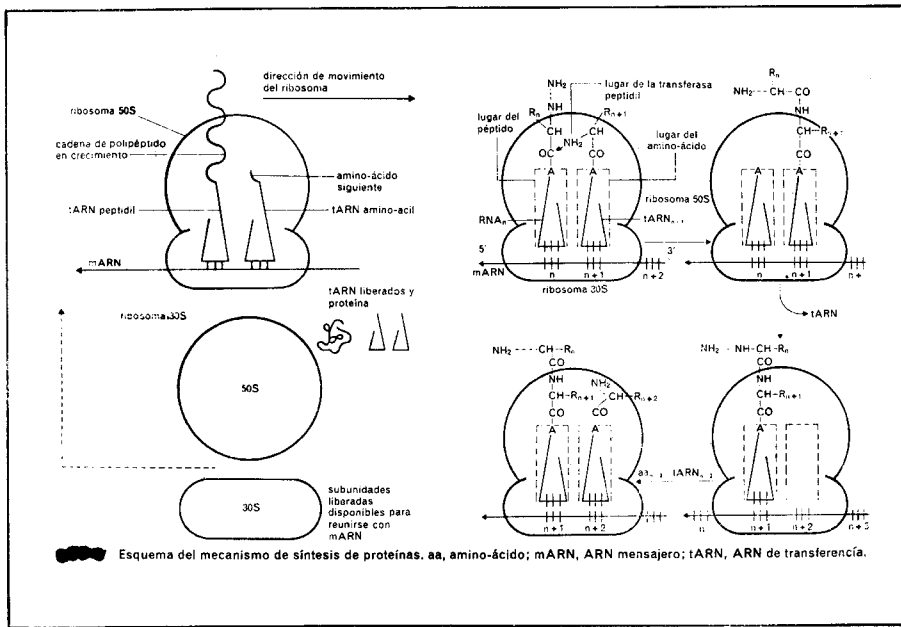 dirección de movimiento
del ribosoma
ribosoma 50S
cadena de polipéptido
en crecimiento
amino-ácido
siguiente
tARN peptidil
tARN amino-acil
mARN
tARN liberados y
proteína
ribosoma 30S
50S
30S
subunidades
liberadas
disponibles para
reunirse con
mARN
NH₂
NH
Rₙ
CH
OC
NH₂
lugar de la transferasa
peptidil
Rₙ₊₁
CH
CO
lugar del
péptido
lugar del
amino-ácido
A
A
ribosoma 50S
RNAₙ
tARNₙ₊₁
5'
3'
mARN
n
n+1
n+2
ribosoma 30S
Rₙ
NH₂-CH-CO
NH
CH-Rₙ₊₁
CO
A
A
n
n+1
n+
tARN
NH₂-CH-Rₙ
CO
NH
CH-Rₙ₊₁
CO
NH₂
CH-Rₙ₊₂
CO
A
A
n+1
n+2
NH₂-NH-CH-Rₙ
CO
NH
CH-Rₙ₊₁
CO
A
n
n+1
n+2
n+3
Esquema del mecanismo de síntesis de proteínas. aa, amino-ácido; mARN, ARN mensajero; tARN, ARN de transferencía.